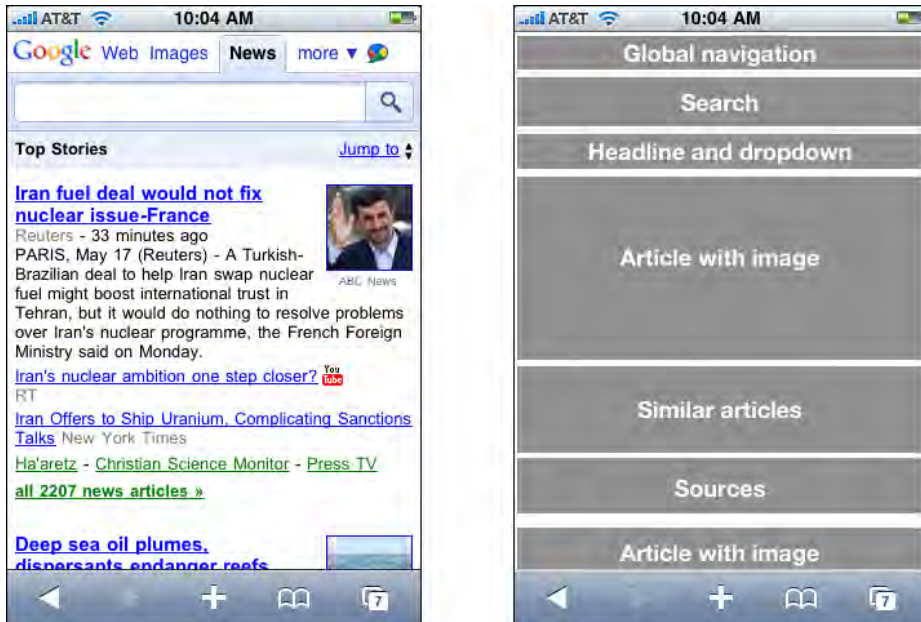 AT&T 10:04 AM
Google Web Images News more ▼
Top Stories Jump to
Iran fuel deal would not fix
nuclear issue-France
Reuters - 33 minutes ago
PARIS, May 17 (Reuters) - A Turkish-
Brazilian deal to help Iran swap nuclear
fuel might boost international trust in
Tehran, but it would do nothing to resolve problems
over Iran's nuclear programme, the French Foreign
Ministry said on Monday.
ABC News
Iran's nuclear ambition one step closer? You Tube
RT
Iran Offers to Ship Uranium, Complicating Sanctions
Talks New York Times
Ha'aretz - Christian Science Monitor - Press TV
all 2207 news articles »
Deep sea oil plumes,
dispersants endanger reefs
7
AT&T 10:04 AM
Global navigation
Search
Headline and dropdown
Article with image
Similar articles
Sources
Article with image
7